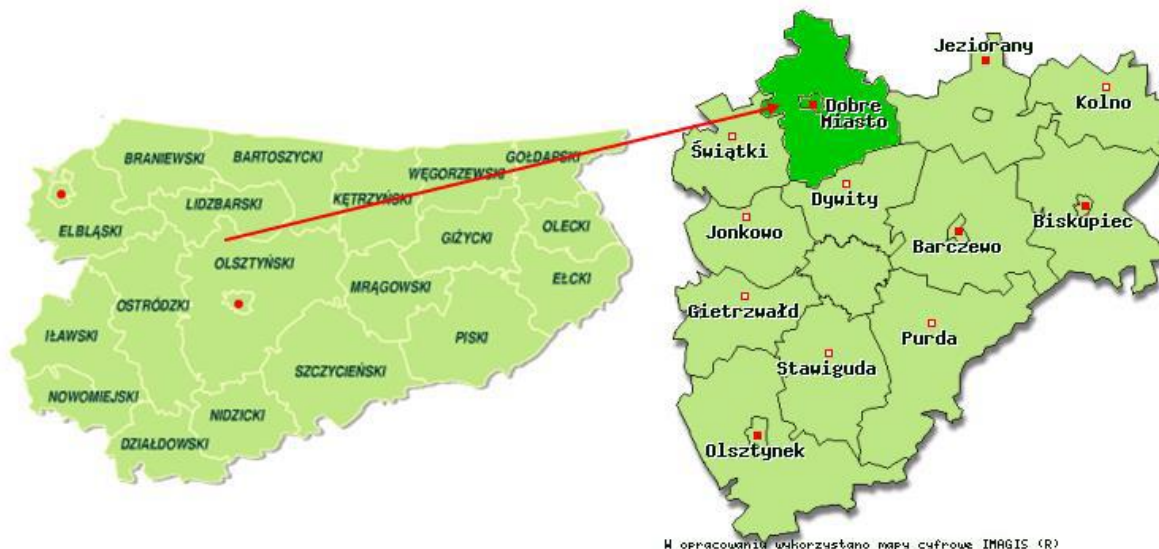 BRANIEWSKI
BARTOSZYCKI
GOŁDARSKI
WĘGORZEWSKI
LIDZBARSKI
KĘTRZYŃSKI
ELBLĄSKI
GIŻYCKI
OLECKI
OLSZTYŃSKI
EŁCKI
MRĄGOWSKI
OSTRÓDZKI
IŁAWSKI
PISKI
SZCZYCIEŃSKI
NOWOMIEJSKI
NIDZICKI
DZIAŁDOWSKI
Jeziorany
Kolno
Dobre
Miasto
Świątki
Dywity
Biskupiec
Jonkowo
Barczewo
Gietrzwałd
Purda
Stawiguda
Olsztynek
W opracowaniu wykorzystano mapy cyfrowe IMAGIS (R)